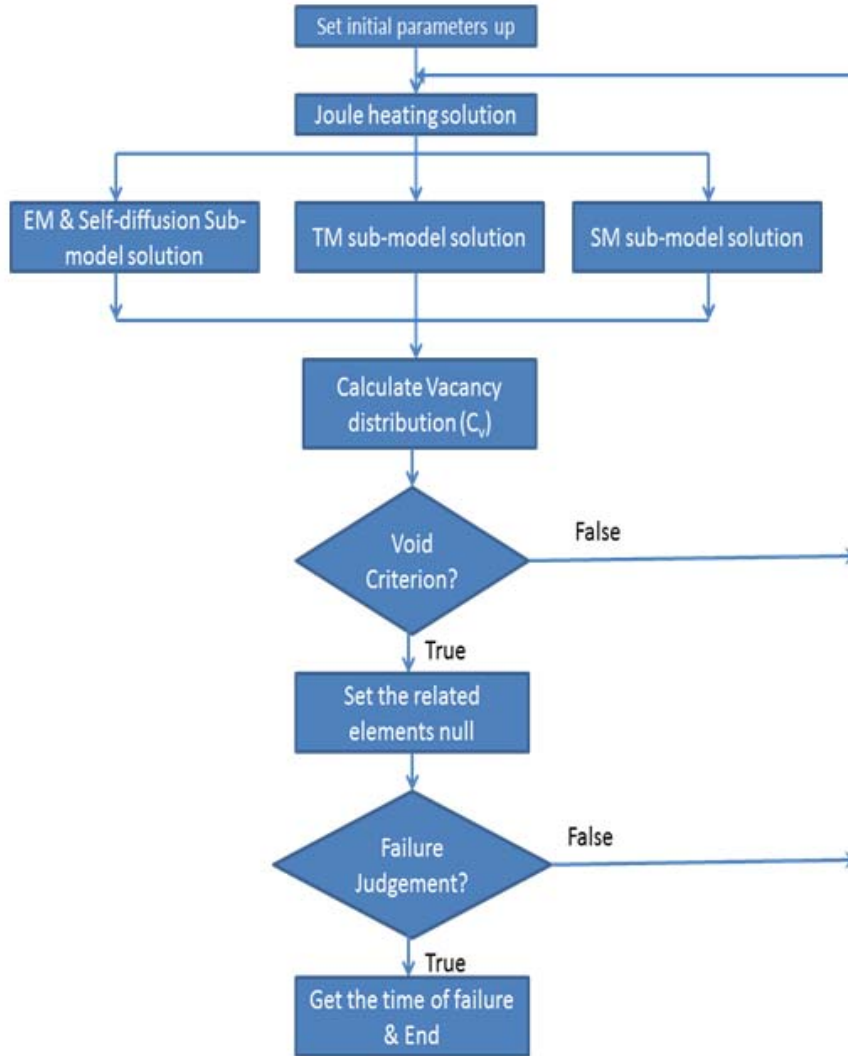 Set initial parameters up
Joule heating solution
EM & Self-diffusion Sub-
model solution
TM sub-model solution
SM sub-model solution
Calculate Vacancy
distribution (Cv)
Void
Criterion?
False
True
Set the related
elements null
Failure
Judgement?
False
True
Get the time of failure
& End